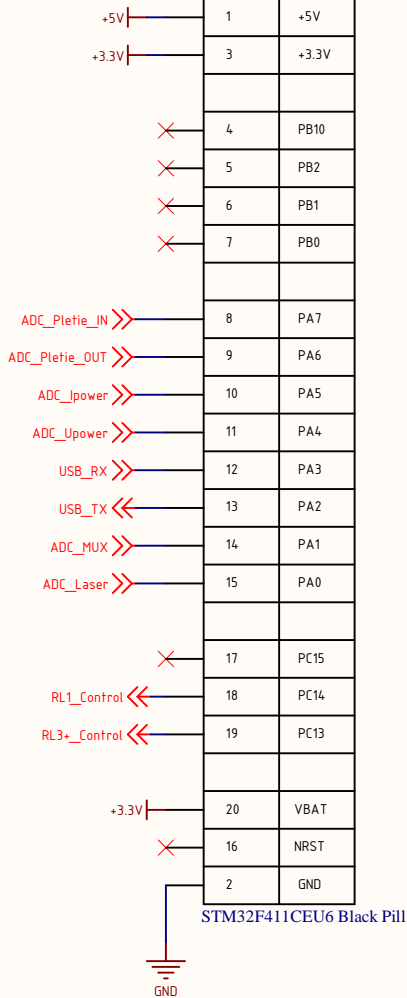 +5V 1 +5V
+3.3V 3 +3.3V
4 PB10
5 PB2
6 PB1
7 PB0
ADC_Pletie_IN 8 PA7
ADC_Pletie_OUT 9 PA6
ADC_Ipower 10 PA5
ADC_Upower 11 PA4
USB_RX 12 PA3
USB_TX 13 PA2
ADC_MUX 14 PA1
ADC_Laser 15 PA0
17 PC15
RL1_Control 18 PC14
RL3+_Control 19 PC13
+3.3V 20 VBAT
16 NRST
2 GND
STM32F411CEU6 Black Pill
GND